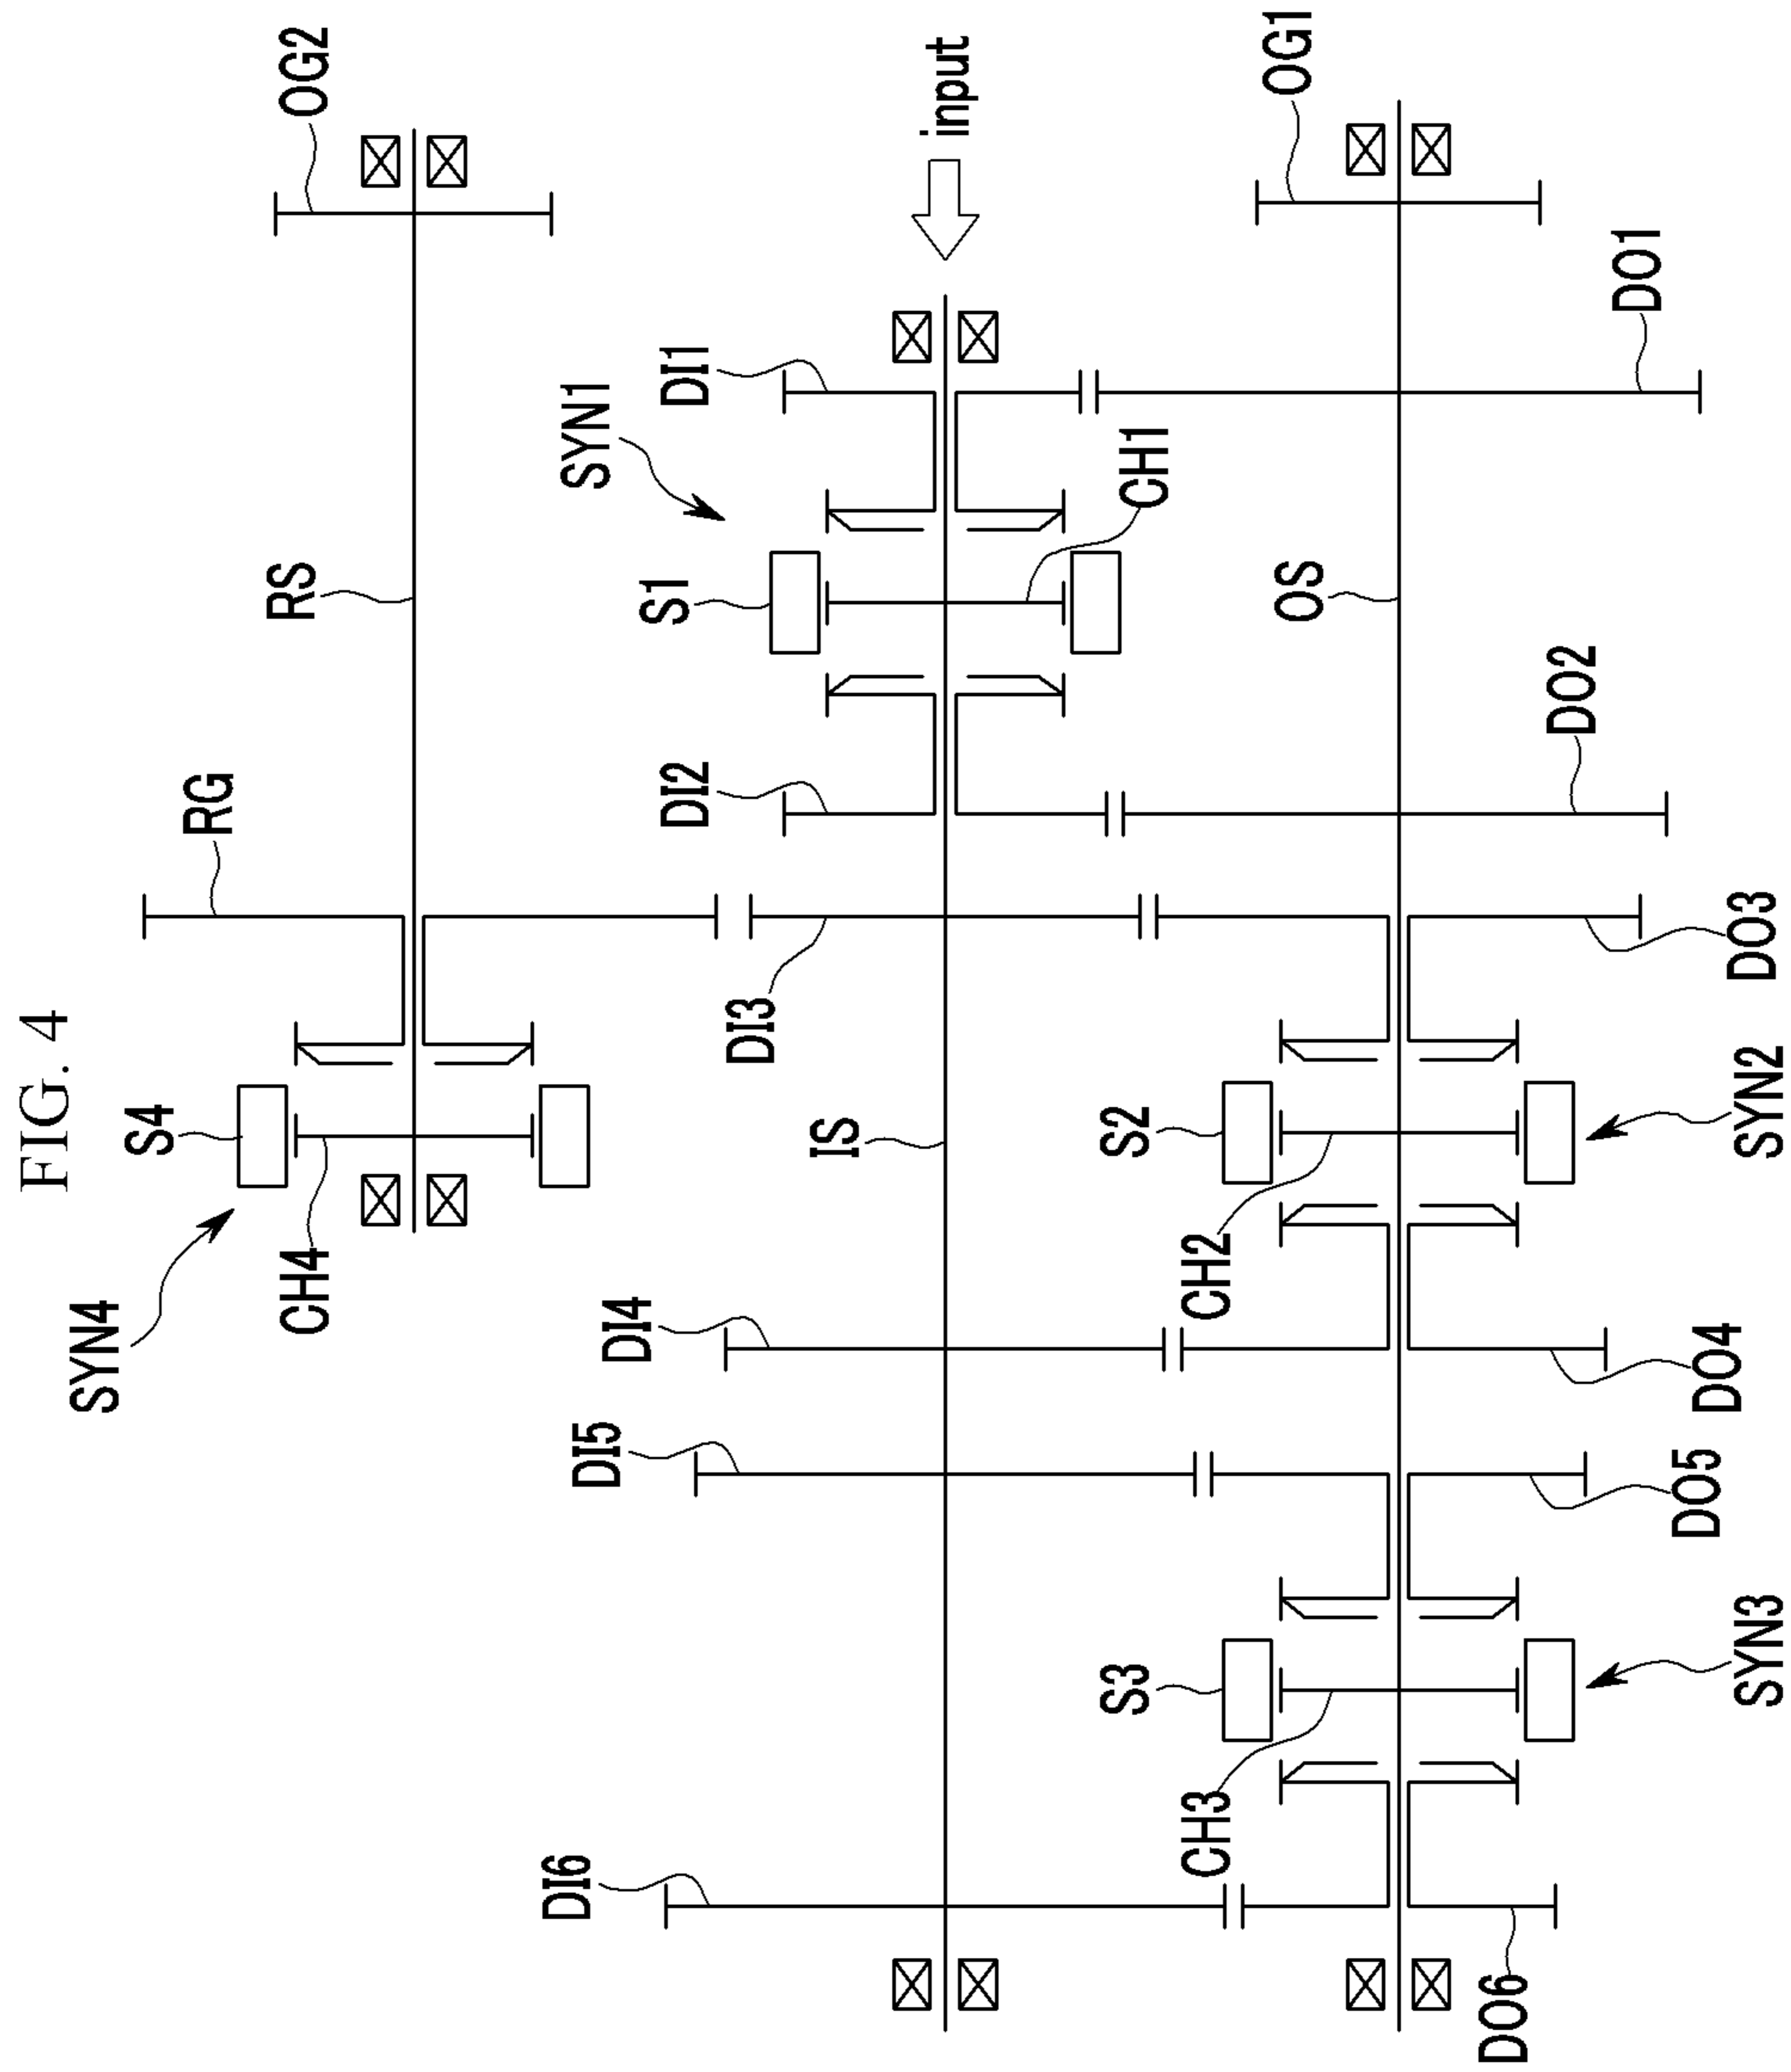 FIG. 4
OG2
input
OG1
DO1
DI1
SYN1
CH1
RS
S1
OS
DO2
DI2
RG
DO3
DI3
S4
IS
S2
SYN2
CH4
SYN4
CH2
DI4
DO4
DI5
DO5
S3
SYN3
CH3
DI6
DO6